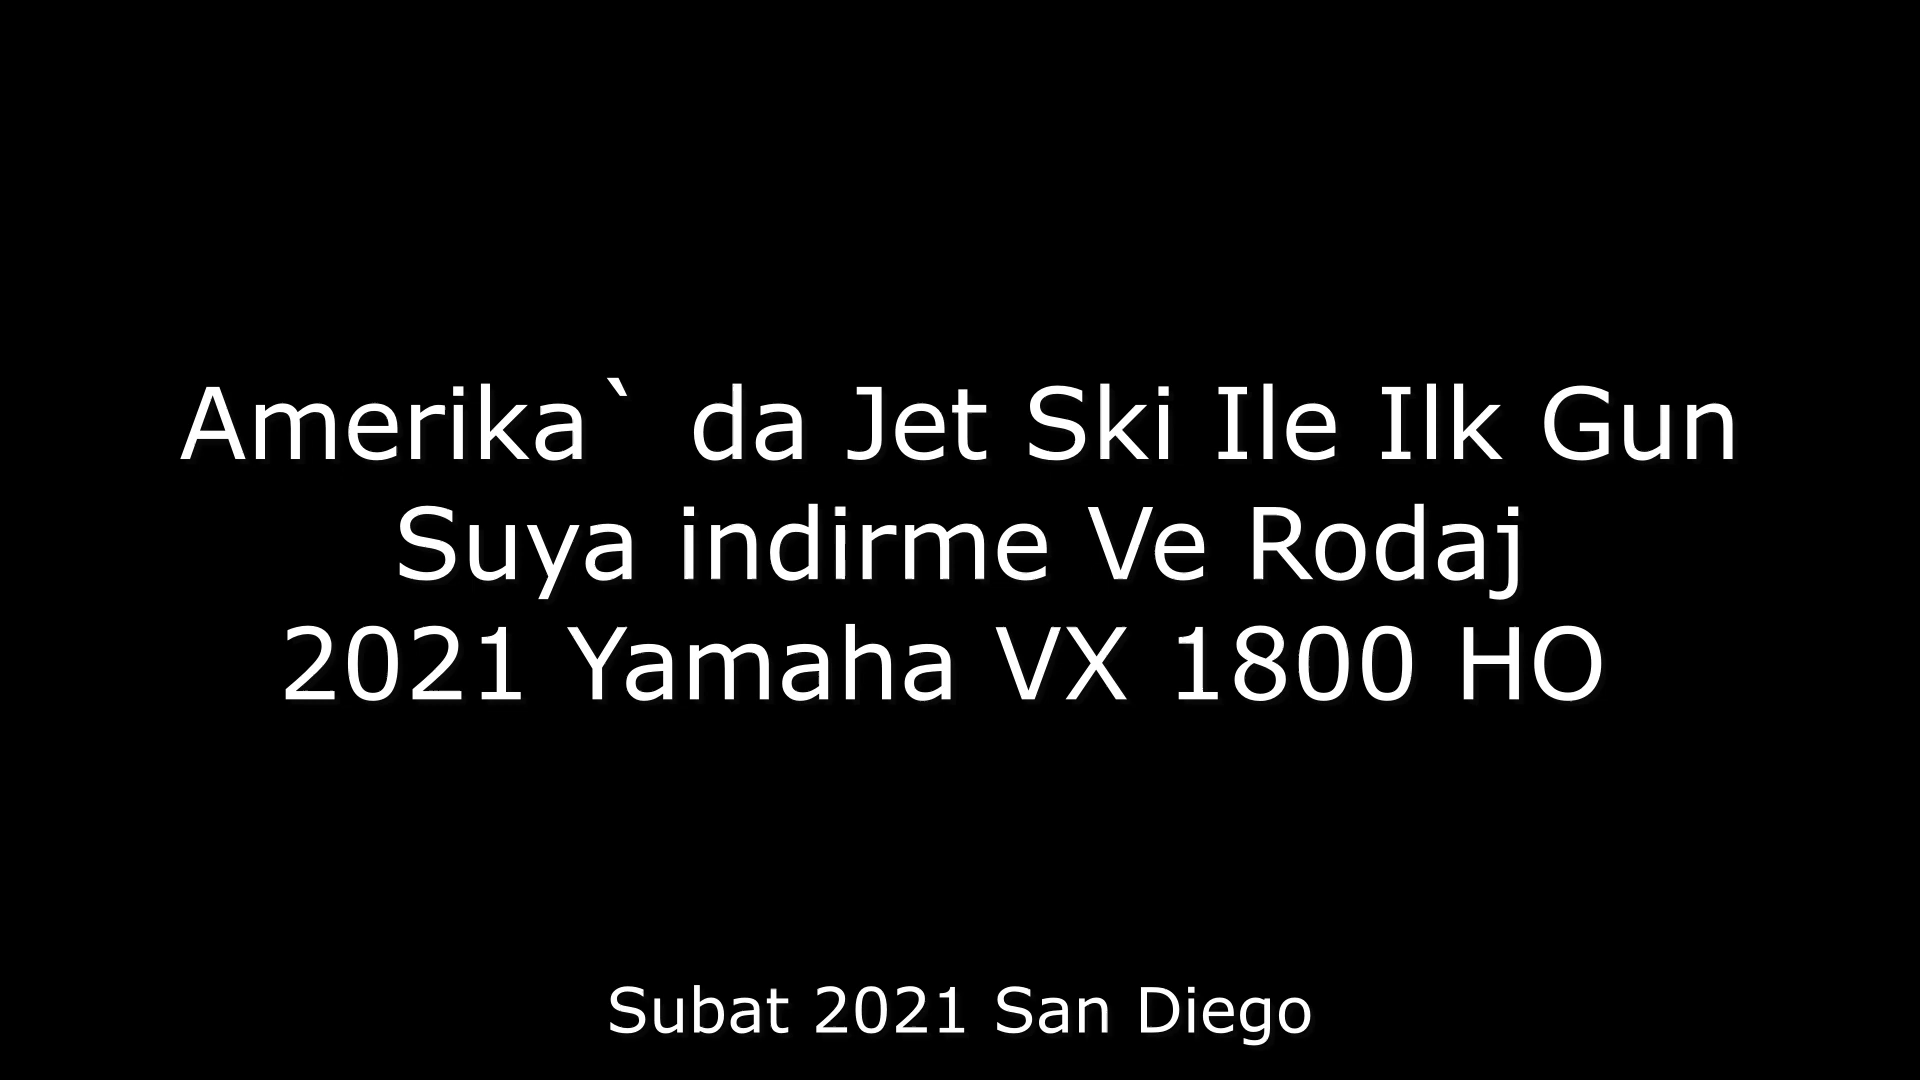 Amerika` da Jet Ski Ile Ilk Gun
Suya indirme Ve Rodaj
2021 Yamaha VX 1800 HO
Subat 2021 San Diego